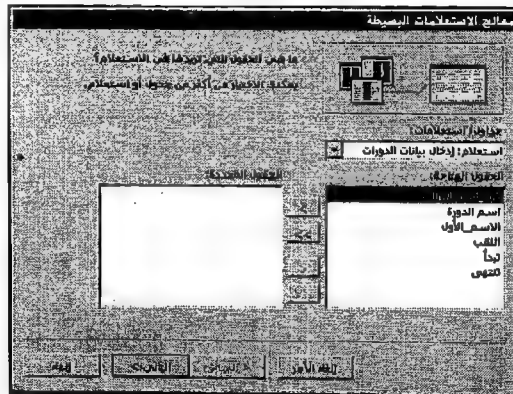 معالج الاستعلامات البسيطة
ما هي الحقول التي تريدها في الاستعلام؟
يمكنك الاختيار من أكثر من جدول أو استعلام.
جداول/استعلامات:
استعلام: إدخال بيانات الدورات
الحقول المتاحة:
الحقول المحددة:
اسم الدورة
الاسم_الأول
اللقب
تبدأ
تنتهي
إلغاء الأمر
< السابق
التالي >
إنهاء